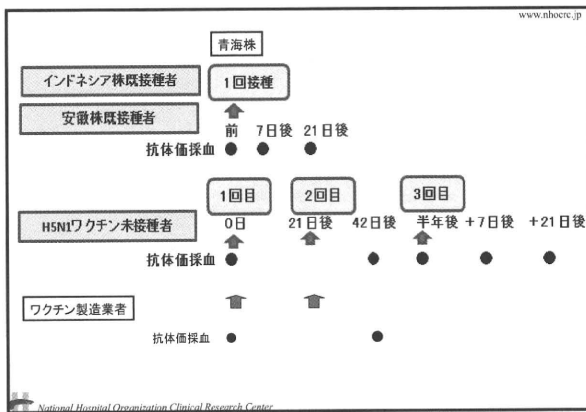 www.nhocrc.jp
青海株
インドネシア株既接種者
1回接種
安徽株既接種者
前 7日後 21日後
抗体価採血
1回目 2回目 3回目
H5N1ワクチン未接種者
0日 21日後 42日後 半年後 +7日後 +21日後
抗体価採血
ワクチン製造業者
抗体価採血
National Hospital Organization Clinical Research Center